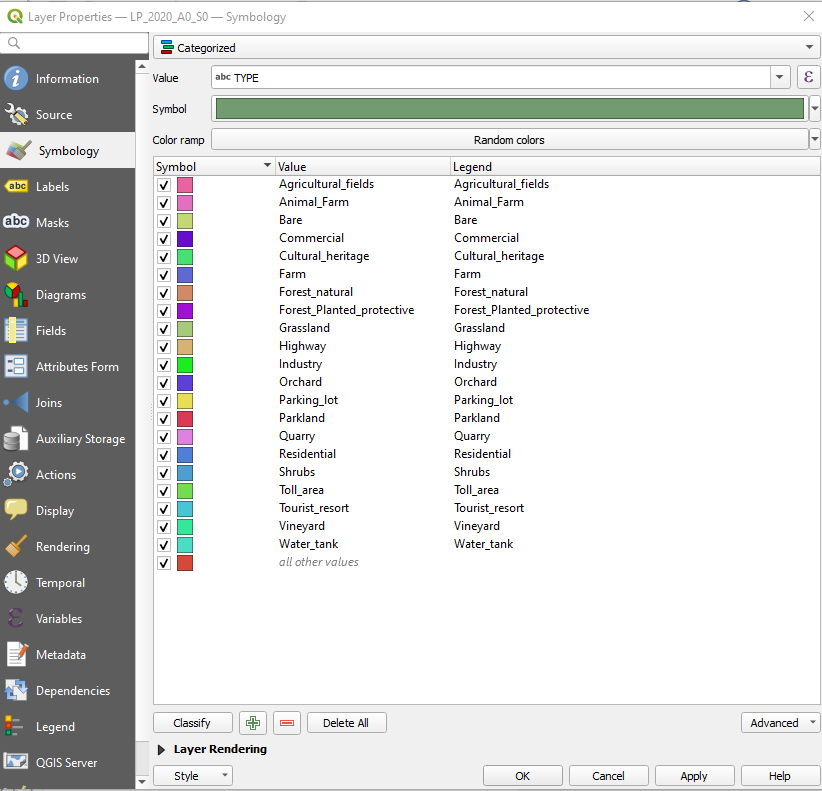 Layer Properties — LP_2020_A0_S0 — Symbology
Information
Source
Symbology
Labels
Masks
3D View
Diagrams
Fields
Attributes Form
Joins
Auxiliary Storage
Actions
Display
Rendering
Temporal
Variables
Metadata
Dependencies
Legend
QGIS Server
Categorized
Value abc TYPE ε
Symbol
Color ramp Random colors
Symbol Value Legend
Agricultural_fields Agricultural_fields
Animal_Farm Animal_Farm
Bare Bare
Commercial Commercial
Cultural_heritage Cultural_heritage
Farm Farm
Forest_natural Forest_natural
Forest_Planted_protective Forest_Planted_protective
Grassland Grassland
Highway Highway
Industry Industry
Orchard Orchard
Parking_lot Parking_lot
Parkland Parkland
Quarry Quarry
Residential Residential
Shrubs Shrubs
Toll_area Toll_area
Tourist_resort Tourist_resort
Vineyard Vineyard
Water_tank Water_tank
all other values
Classify Delete All Advanced
Layer Rendering
Style OK Cancel Apply Help